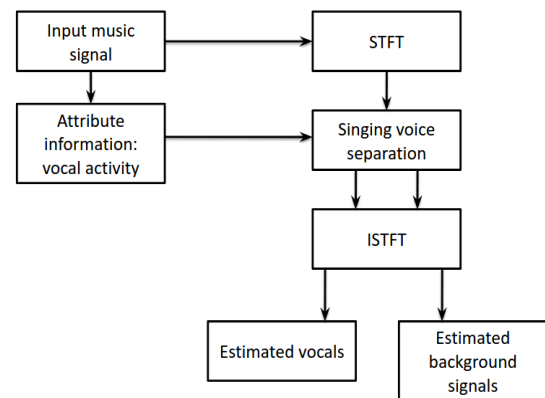 Input music
signal
STFT
Attribute
information:
vocal activity
Singing voice
separation
ISTFT
Estimated vocals
Estimated
background
signals